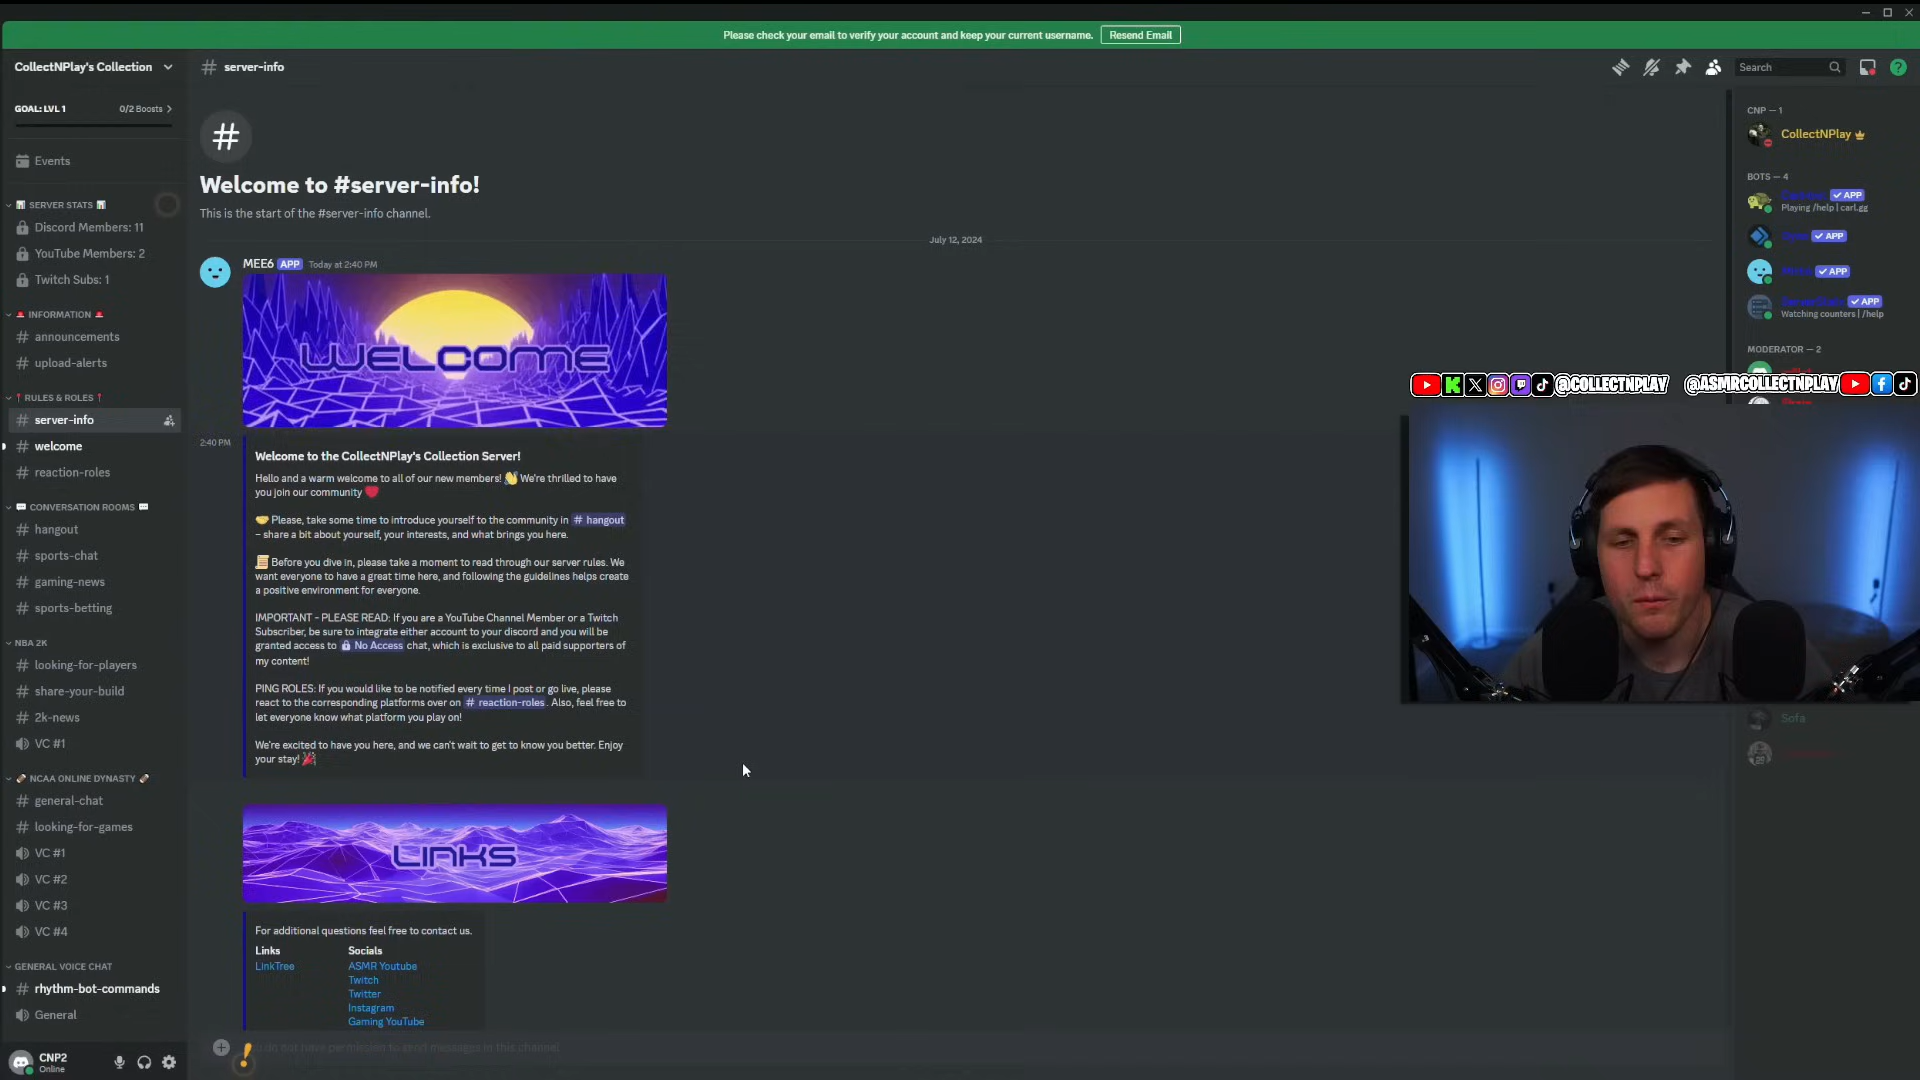 Please check your email to verify your account and keep your current username. Resend Email
CollectNPlay's Collection
GOAL: LVL 1 0/2 Boosts
Events
SERVER STATS
Discord Members: 11
YouTube Members: 2
Twitch Subs: 1
INFORMATION
announcements
upload-alerts
RULES & ROLES
server-info
welcome
reaction-roles
CONVERSATION ROOMS
hangout
sports-chat
gaming-news
sports-betting
NBA 2K
looking-for-players
share-your-build
2k-news
VC #1
NCAA ONLINE DYNASTY
general-chat
looking-for-games
VC #1
VC #2
VC #3
VC #4
GENERAL VOICE CHAT
rhythm-bot-commands
General
CNP2
Online
# server-info
Search
#
Welcome to #server-info!
This is the start of the #server-info channel.
July 12, 2024
MEE6 APP Today at 2:40 PM
WELCOME
2:40 PM
Welcome to the CollectNPlay's Collection Server!
Hello and a warm welcome to all of our new members! We're thrilled to have
you join our community
Please, take some time to introduce yourself to the community in # hangout
– share a bit about yourself, your interests, and what brings you here.
Before you dive in, please take a moment to read through our server rules. We
want everyone to have a great time here, and following the guidelines helps create
a positive environment for everyone.
IMPORTANT - PLEASE READ: If you are a YouTube Channel Member or a Twitch
Subscriber, be sure to integrate either account to your discord and you will be
granted access to No Access chat, which is exclusive to all paid supporters of
my content!
PING ROLES: If you would like to be notified every time I post or go live, please
react to the corresponding platforms over on # reaction-roles. Also, feel free to
let everyone know what platform you play on!
We're excited to have you here, and we can't wait to get to know you better. Enjoy
your stay!
LINKS
For additional questions feel free to contact us.
Links Socials
LinkTree ASMR Youtube
Twitch
Twitter
Instagram
Gaming YouTube
do not have permission to send messages in this channel
CNP — 1
CollectNPlay
BOTS — 4
APP
Playing /help | carl.gg
APP
APP
APP
Watching counters | /help
MODERATOR — 2
@COLLECTNPLAY @ASMRCOLLECTNPLAY
Sofa